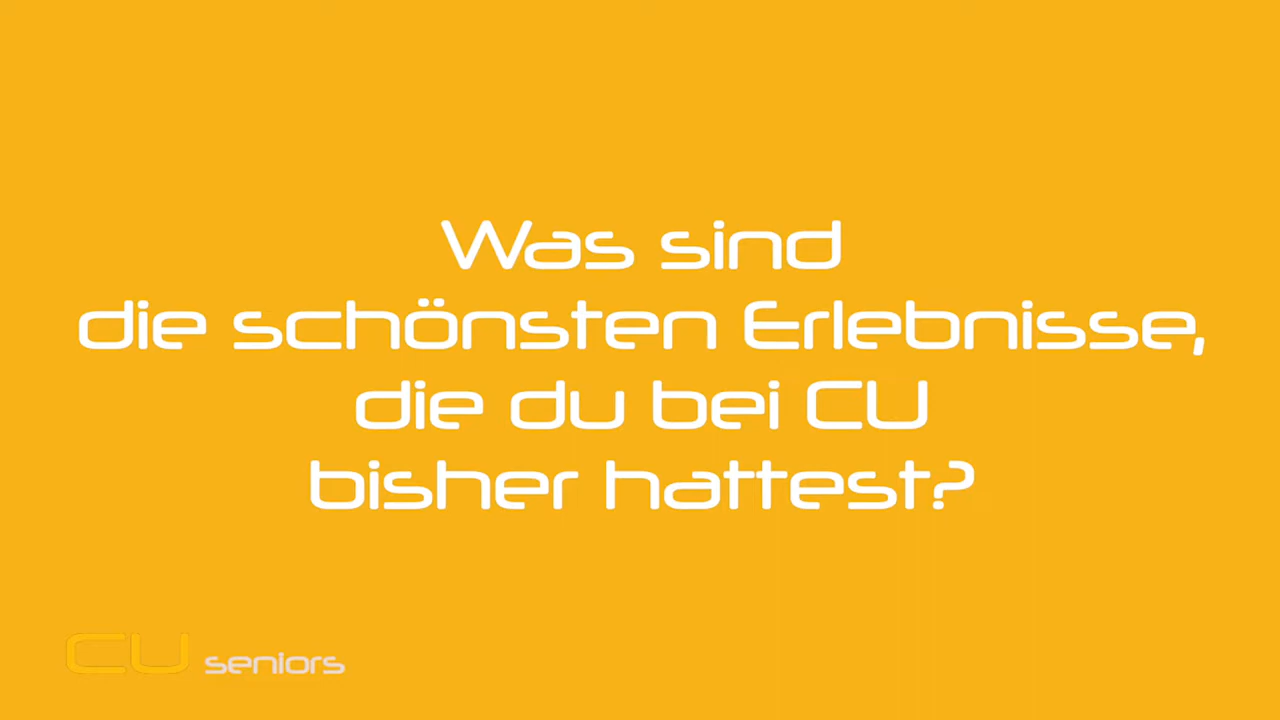 Was sind
die schönsten Erlebnisse,
die du bei CU
bisher hattest?
CU seniors